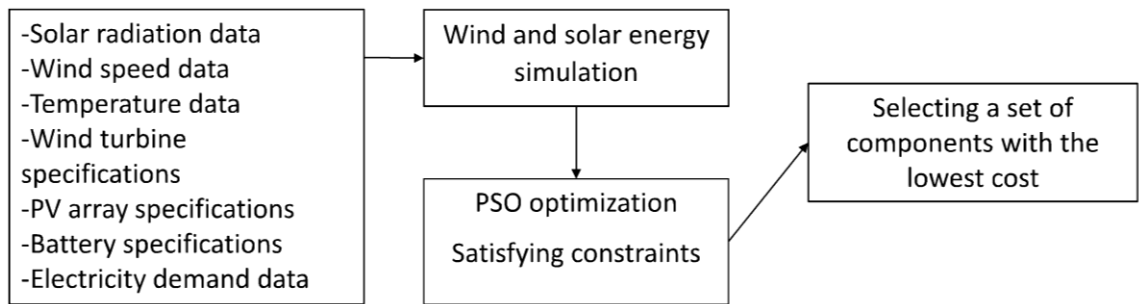 -Solar radiation data
-Wind speed data
-Temperature data
-Wind turbine
specifications
-PV array specifications
-Battery specifications
-Electricity demand data
Wind and solar energy
simulation
PSO optimization
Satisfying constraints
Selecting a set of
components with the
lowest cost